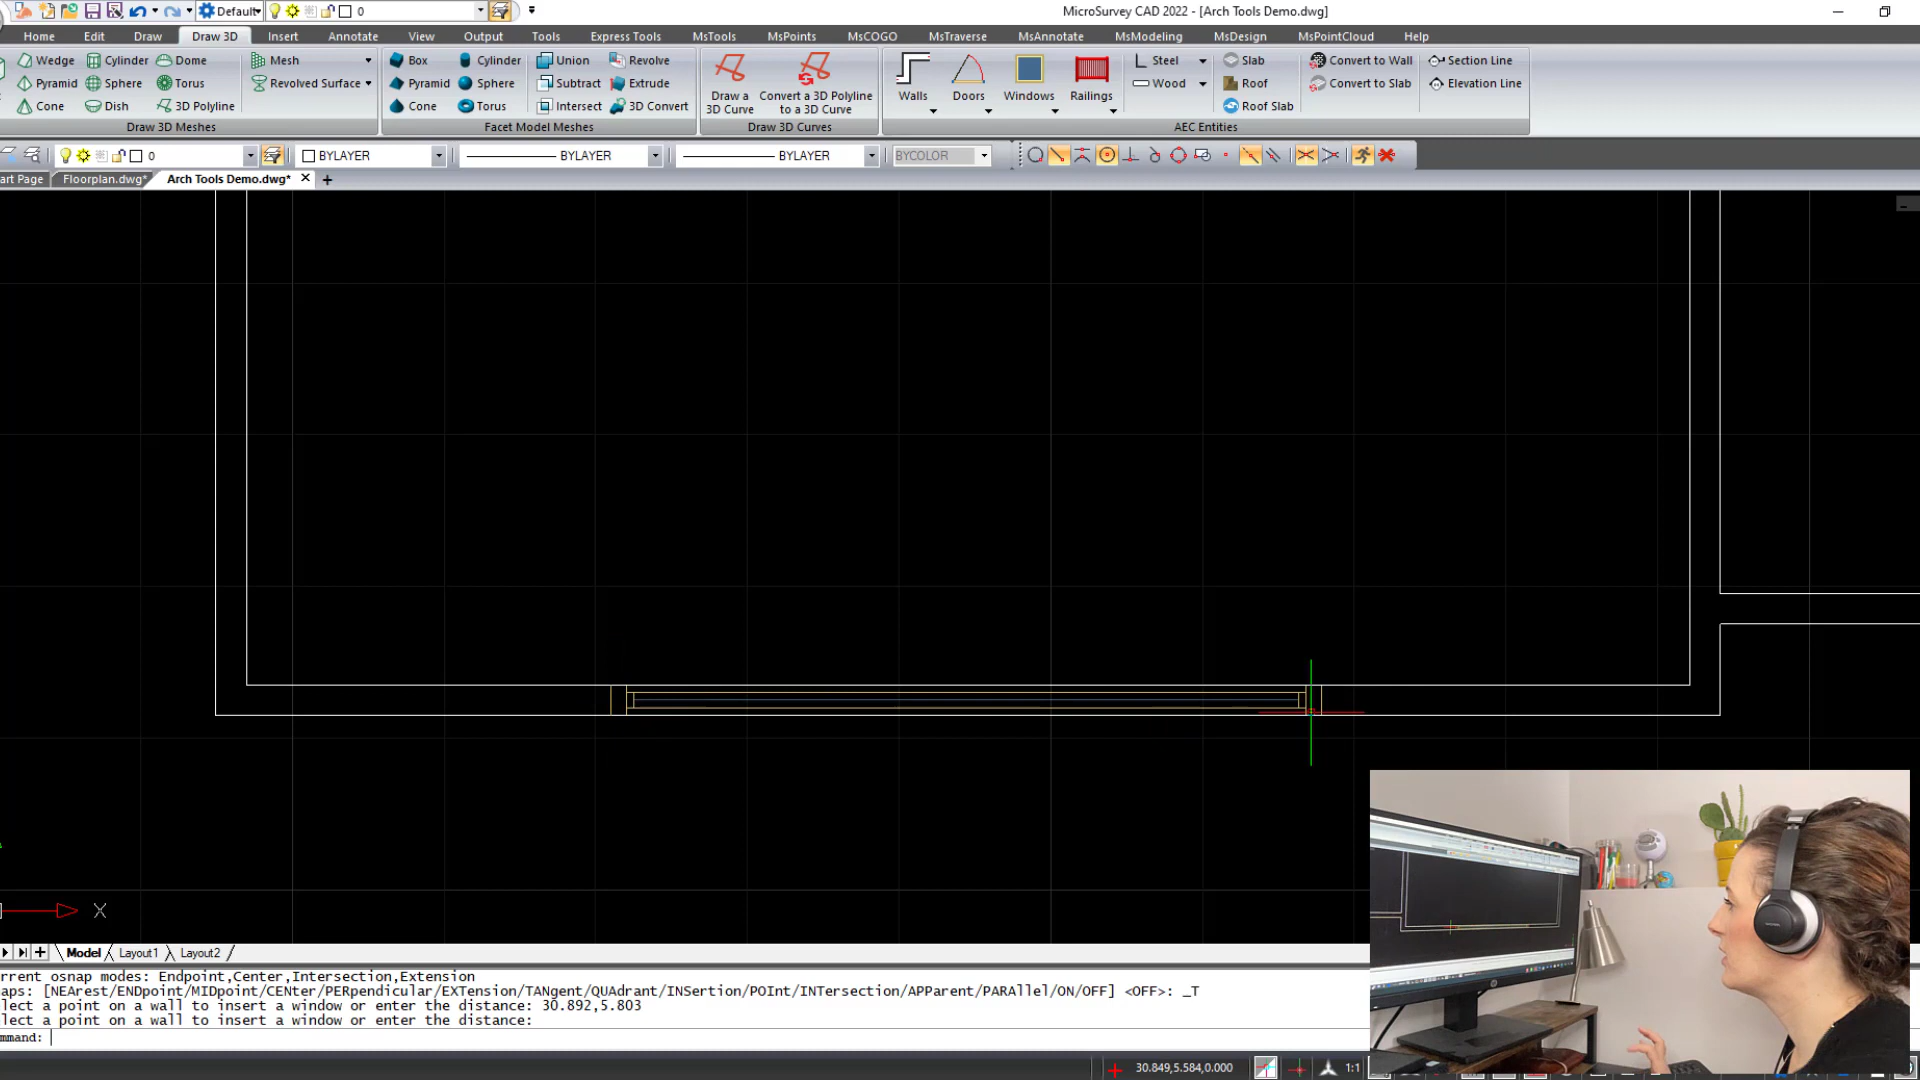 Default 0
MicroSurvey CAD 2022 - [Arch Tools Demo.dwg]
Home Edit Draw Draw 3D Insert Annotate View Output Tools Express Tools MsTools MsPoints MsCOGO MsTraverse MsAnnotate MsModeling MsDesign MsPointCloud Help
Wedge Cylinder Dome Mesh Box Cylinder Union Revolve Steel Slab Convert to Wall Section Line
Pyramid Sphere Torus Revolved Surface Pyramid Sphere Subtract Extrude Wood Roof Convert to Slab Elevation Line
Draw a 3D Curve Convert a 3D Polyline to a 3D Curve Walls Doors Windows Railings
Cone Dish 3D Polyline Cone Torus Intersect 3D Convert Roof Slab
Draw 3D Meshes Facet Model Meshes Draw 3D Curves AEC Entities
0 BYLAYER BYLAYER BYLAYER BYCOLOR
art Page Floorplan.dwg* Arch Tools Demo.dwg*
X
Model Layout1 Layout2
rrent osnap modes: Endpoint,Center,Intersection,Extension
aps: [NEArest/ENDpoint/MIDpoint/CENter/PERpendicular/EXTension/TANgent/QUAdrant/INSertion/POInt/INTersection/APParent/PARAllel/ON/OFF] <OFF>: _T
lect a point on a wall to insert a window or enter the distance: 30.892,5.803
lect a point on a wall to insert a window or enter the distance:
mmand:
30.849,5.584,0.000 1:1